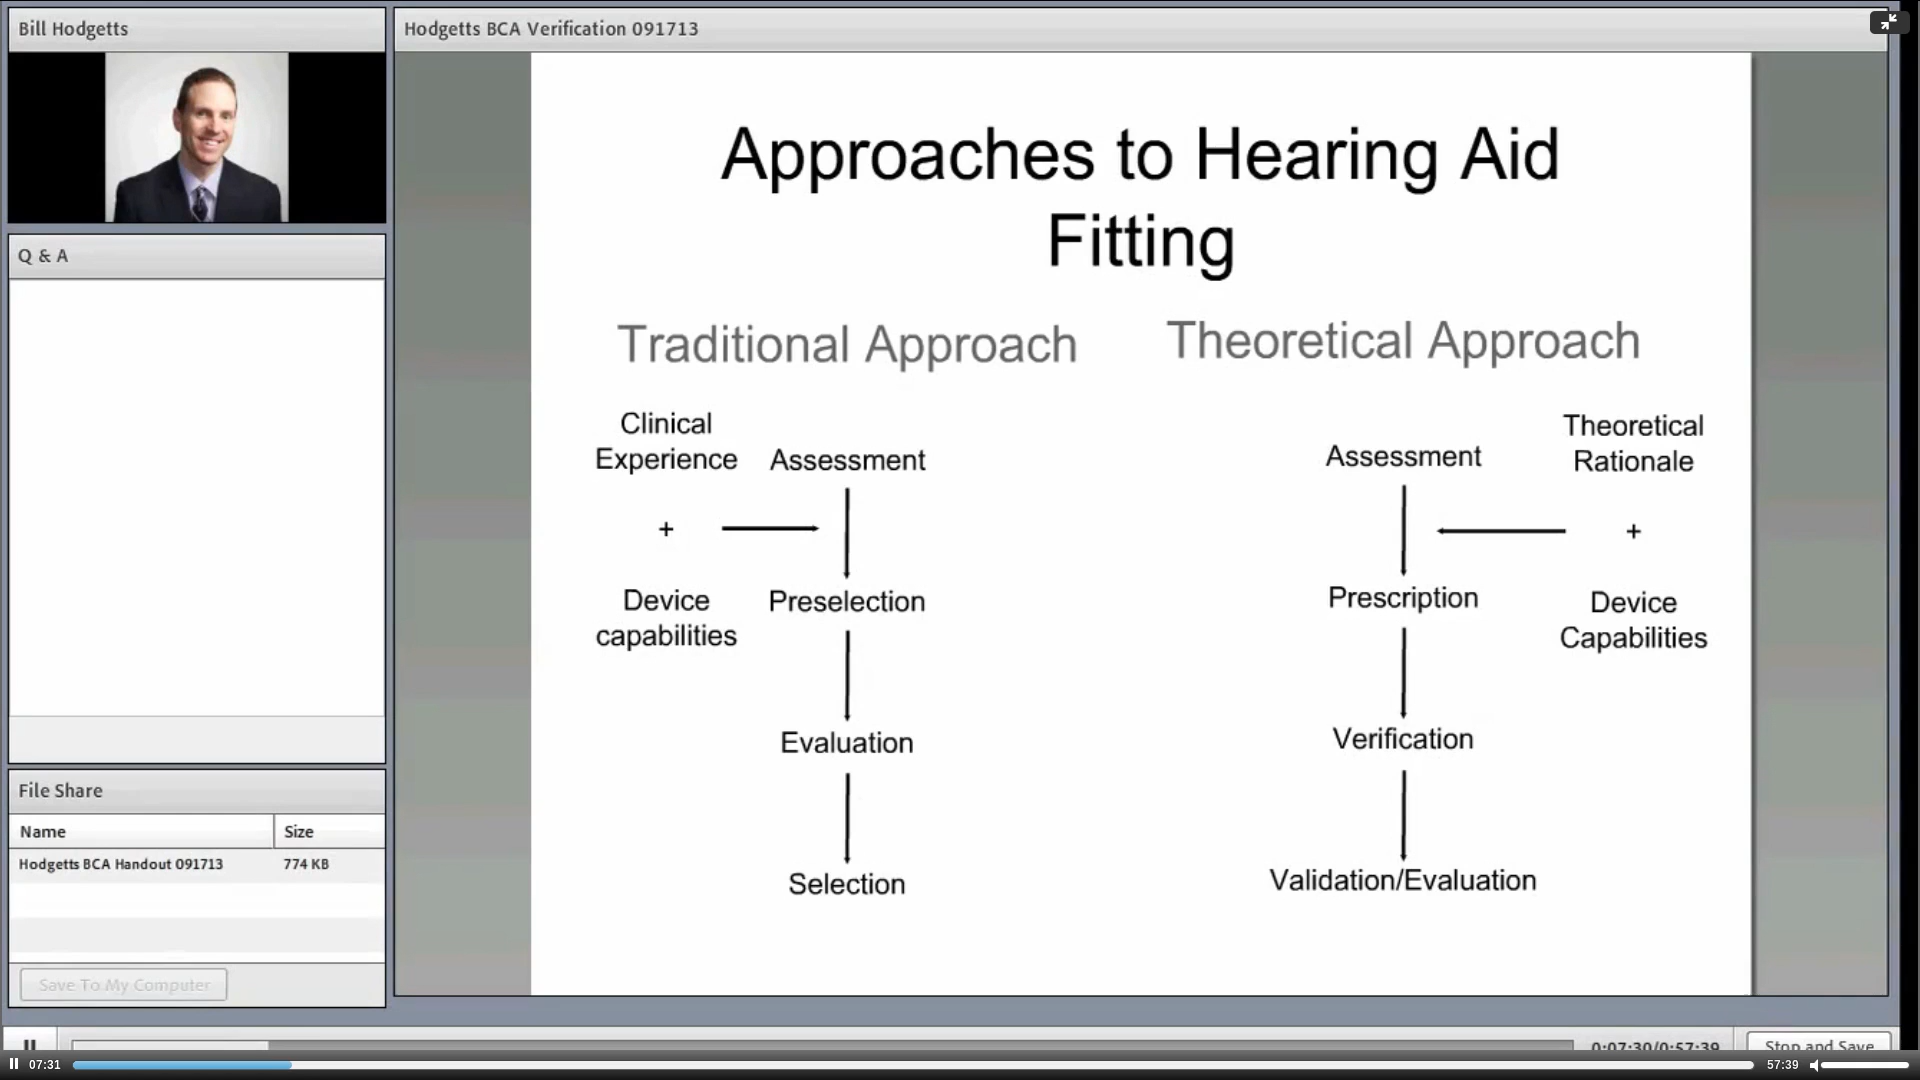 Bill Hodgetts
Hodgetts BCA Verification 091713
Q & A
File Share
Name Size
Hodgetts BCA Handout 091713 774 KB
Save To My Computer
Approaches to Hearing Aid
Fitting
Traditional Approach
Clinical
Experience
+
Device
capabilities
Assessment
Preselection
Evaluation
Selection
Theoretical Approach
Assessment
Prescription
Verification
Validation/Evaluation
Theoretical
Rationale
+
Device
Capabilities
0:07:30/0:57:39
Stop and Save
07:31
57:39